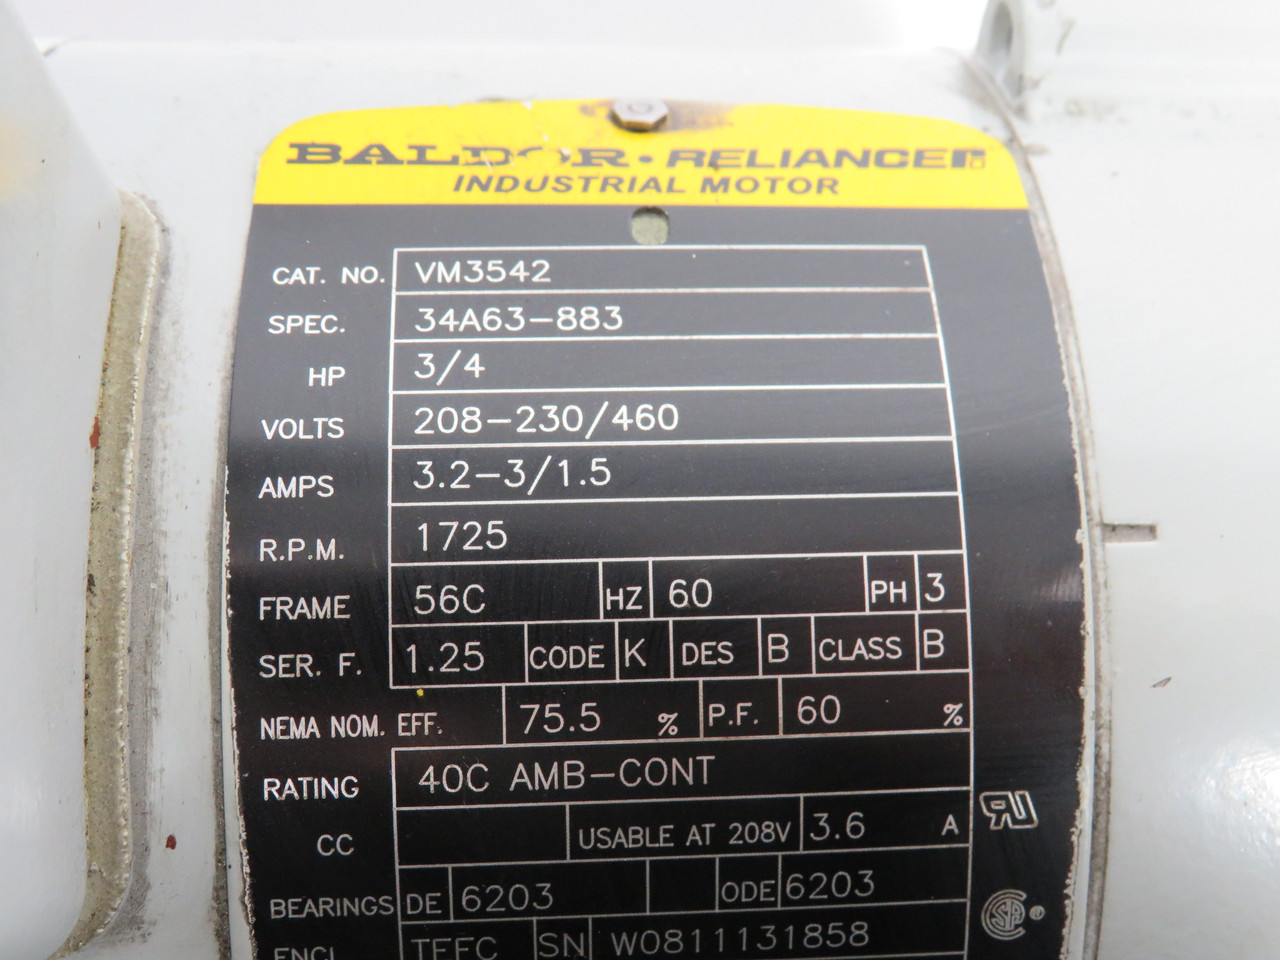 BALDOR • RELIANCER
INDUSTRIAL MOTOR
CAT. NO. VM3542
SPEC. 34A63-883
HP 3/4
VOLTS 208-230/460
AMPS 3.2-3/1.5
R.P.M. 1725
FRAME 56C HZ 60 PH 3
SER. F. 1.25 CODE K DES B CLASS B
NEMA NOM. EFF. 75.5 % P.F. 60 %
RATING 40C AMB-CONT
CC USABLE AT 208V 3.6 A
BEARINGS DE 6203 ODE 6203
ENCL TEFC SN W0811131858